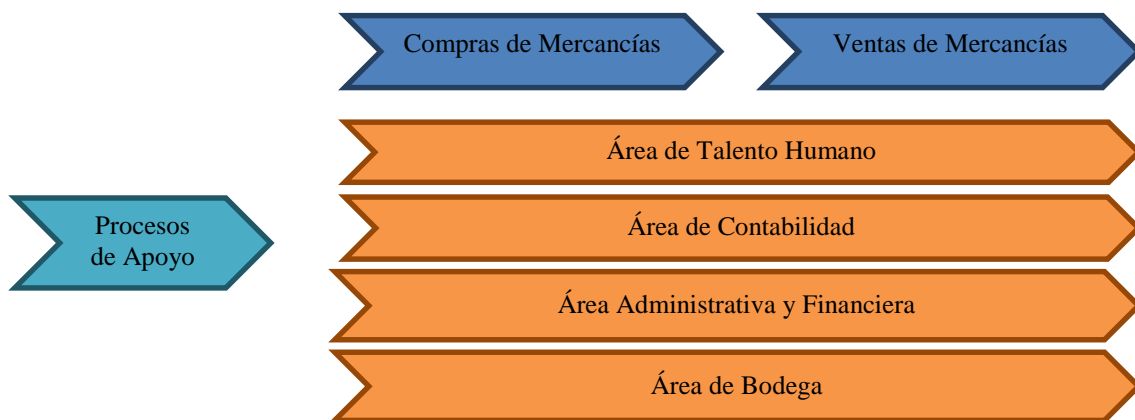 Compras de Mercancías
Ventas de Mercancías
Área de Talento Humano
Procesos
de Apoyo
Área de Contabilidad
Área Administrativa y Financiera
Área de Bodega